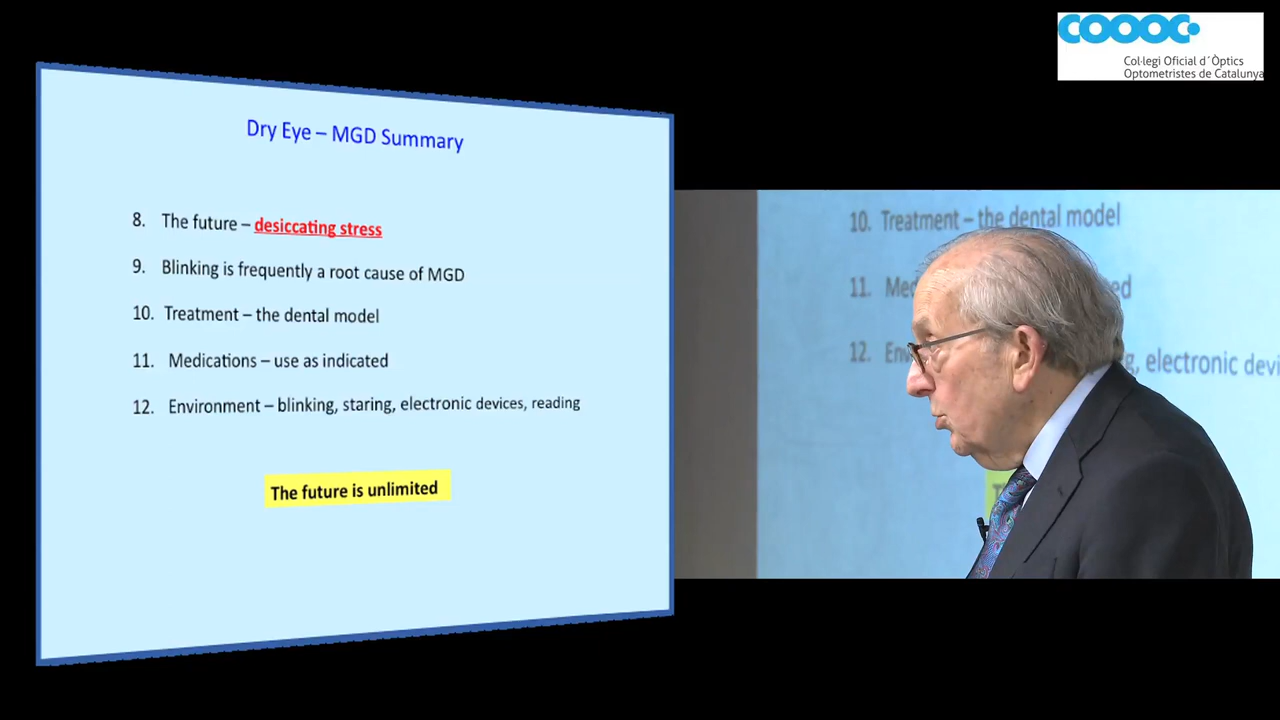 COOOC
Col·legi Oficial d´Òptics
Optometristes de Catalunya
Dry Eye – MGD Summary
8. The future – desiccating stress
9. Blinking is frequently a root cause of MGD
10. Treatment – the dental model
11. Medications – use as indicated
12. Environment – blinking, staring, electronic devices, reading
The future is unlimited
10. Treatment – the dental model
11. Med ed
12. Env g, electronic devi